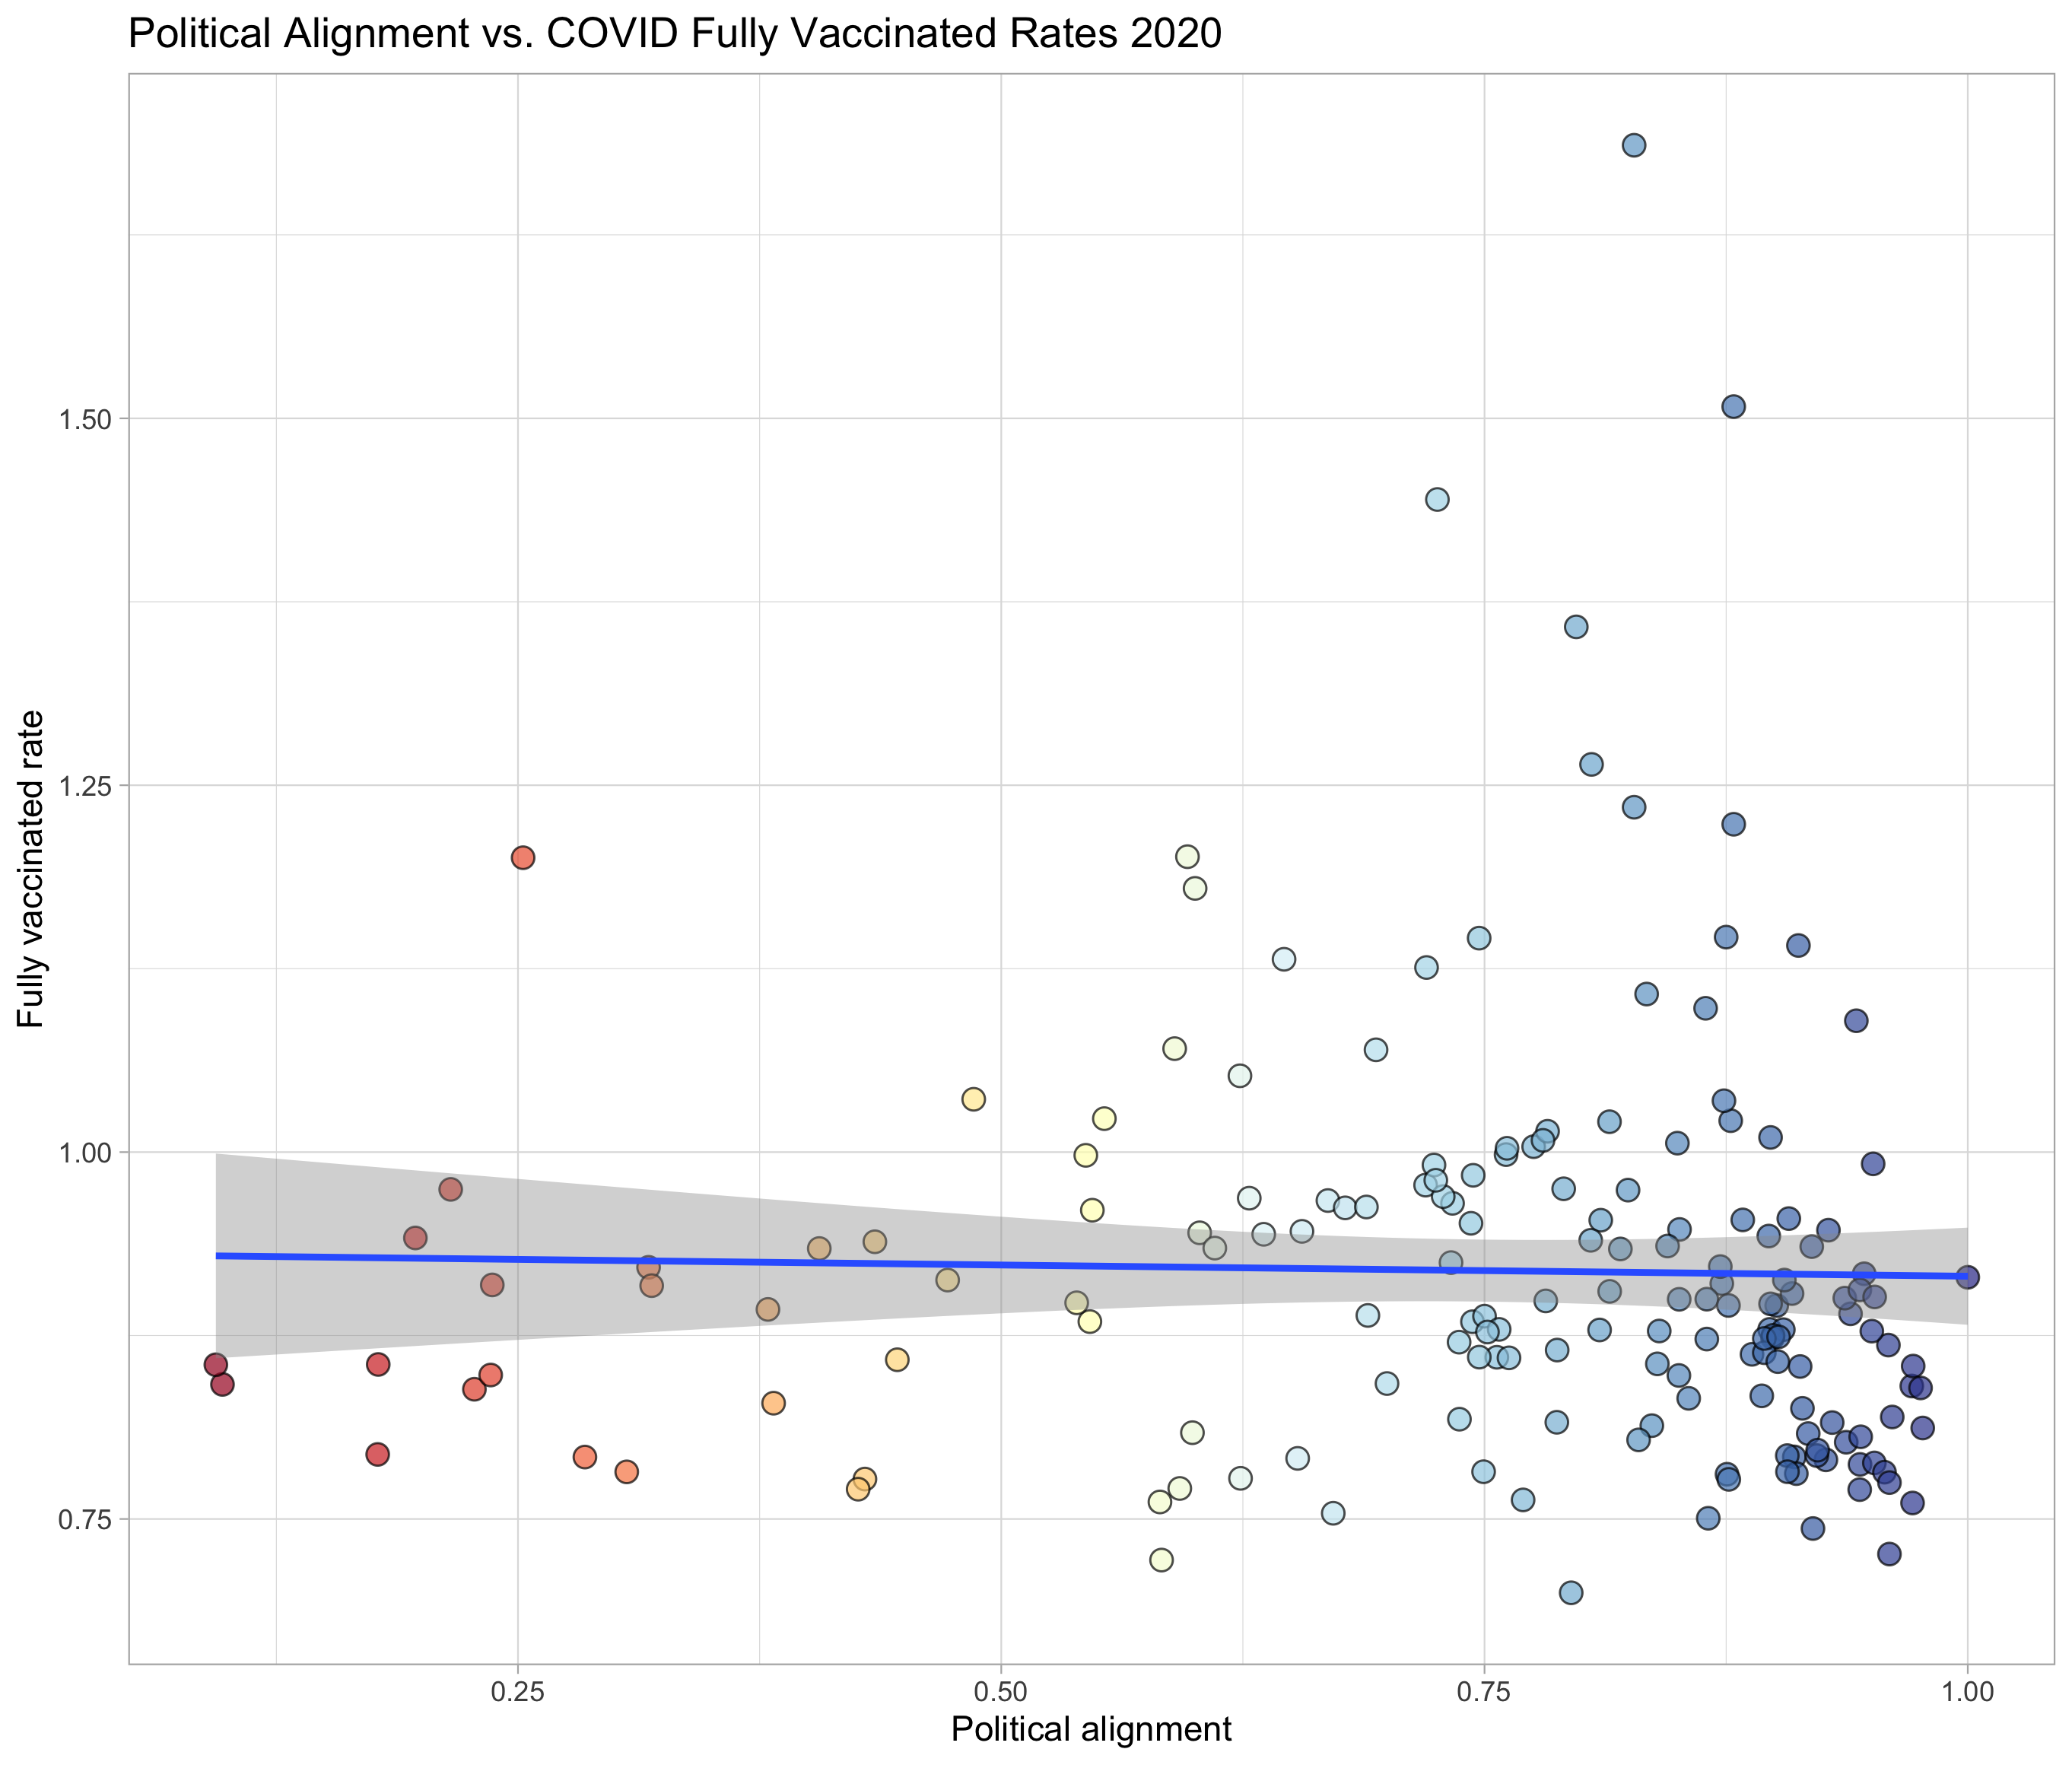 Political Alignment vs. COVID Fully Vaccinated Rates 2020
Fully vaccinated rate
1.50
1.25
1.00
0.75
0.25 0.50 0.75 1.00
Political alignment